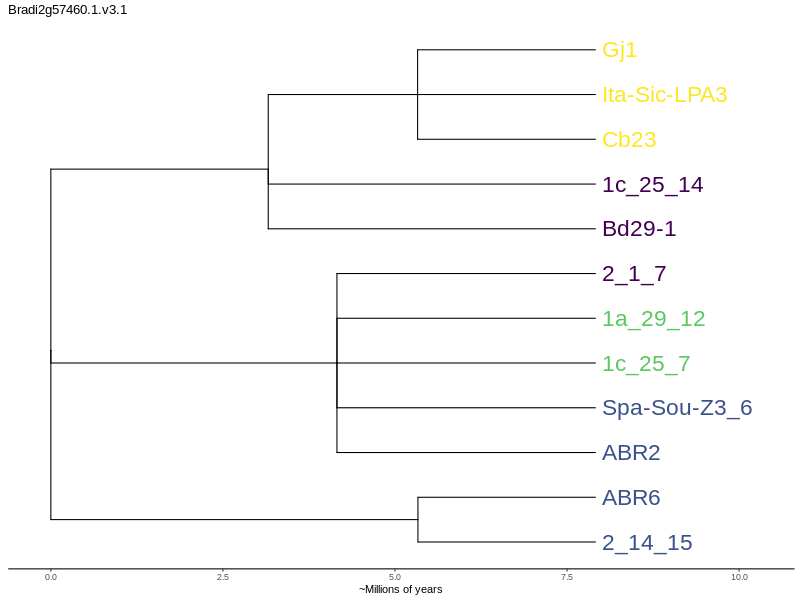 Bradi2g57460.1.v3.1
Gj1
Ita-Sic-LPA3
Cb23
1c_25_14
Bd29-1
2_1_7
1a_29_12
1c_25_7
Spa-Sou-Z3_6
ABR2
ABR6
2_14_15
0.0 2.5 5.0 7.5 10.0
~Millions of years